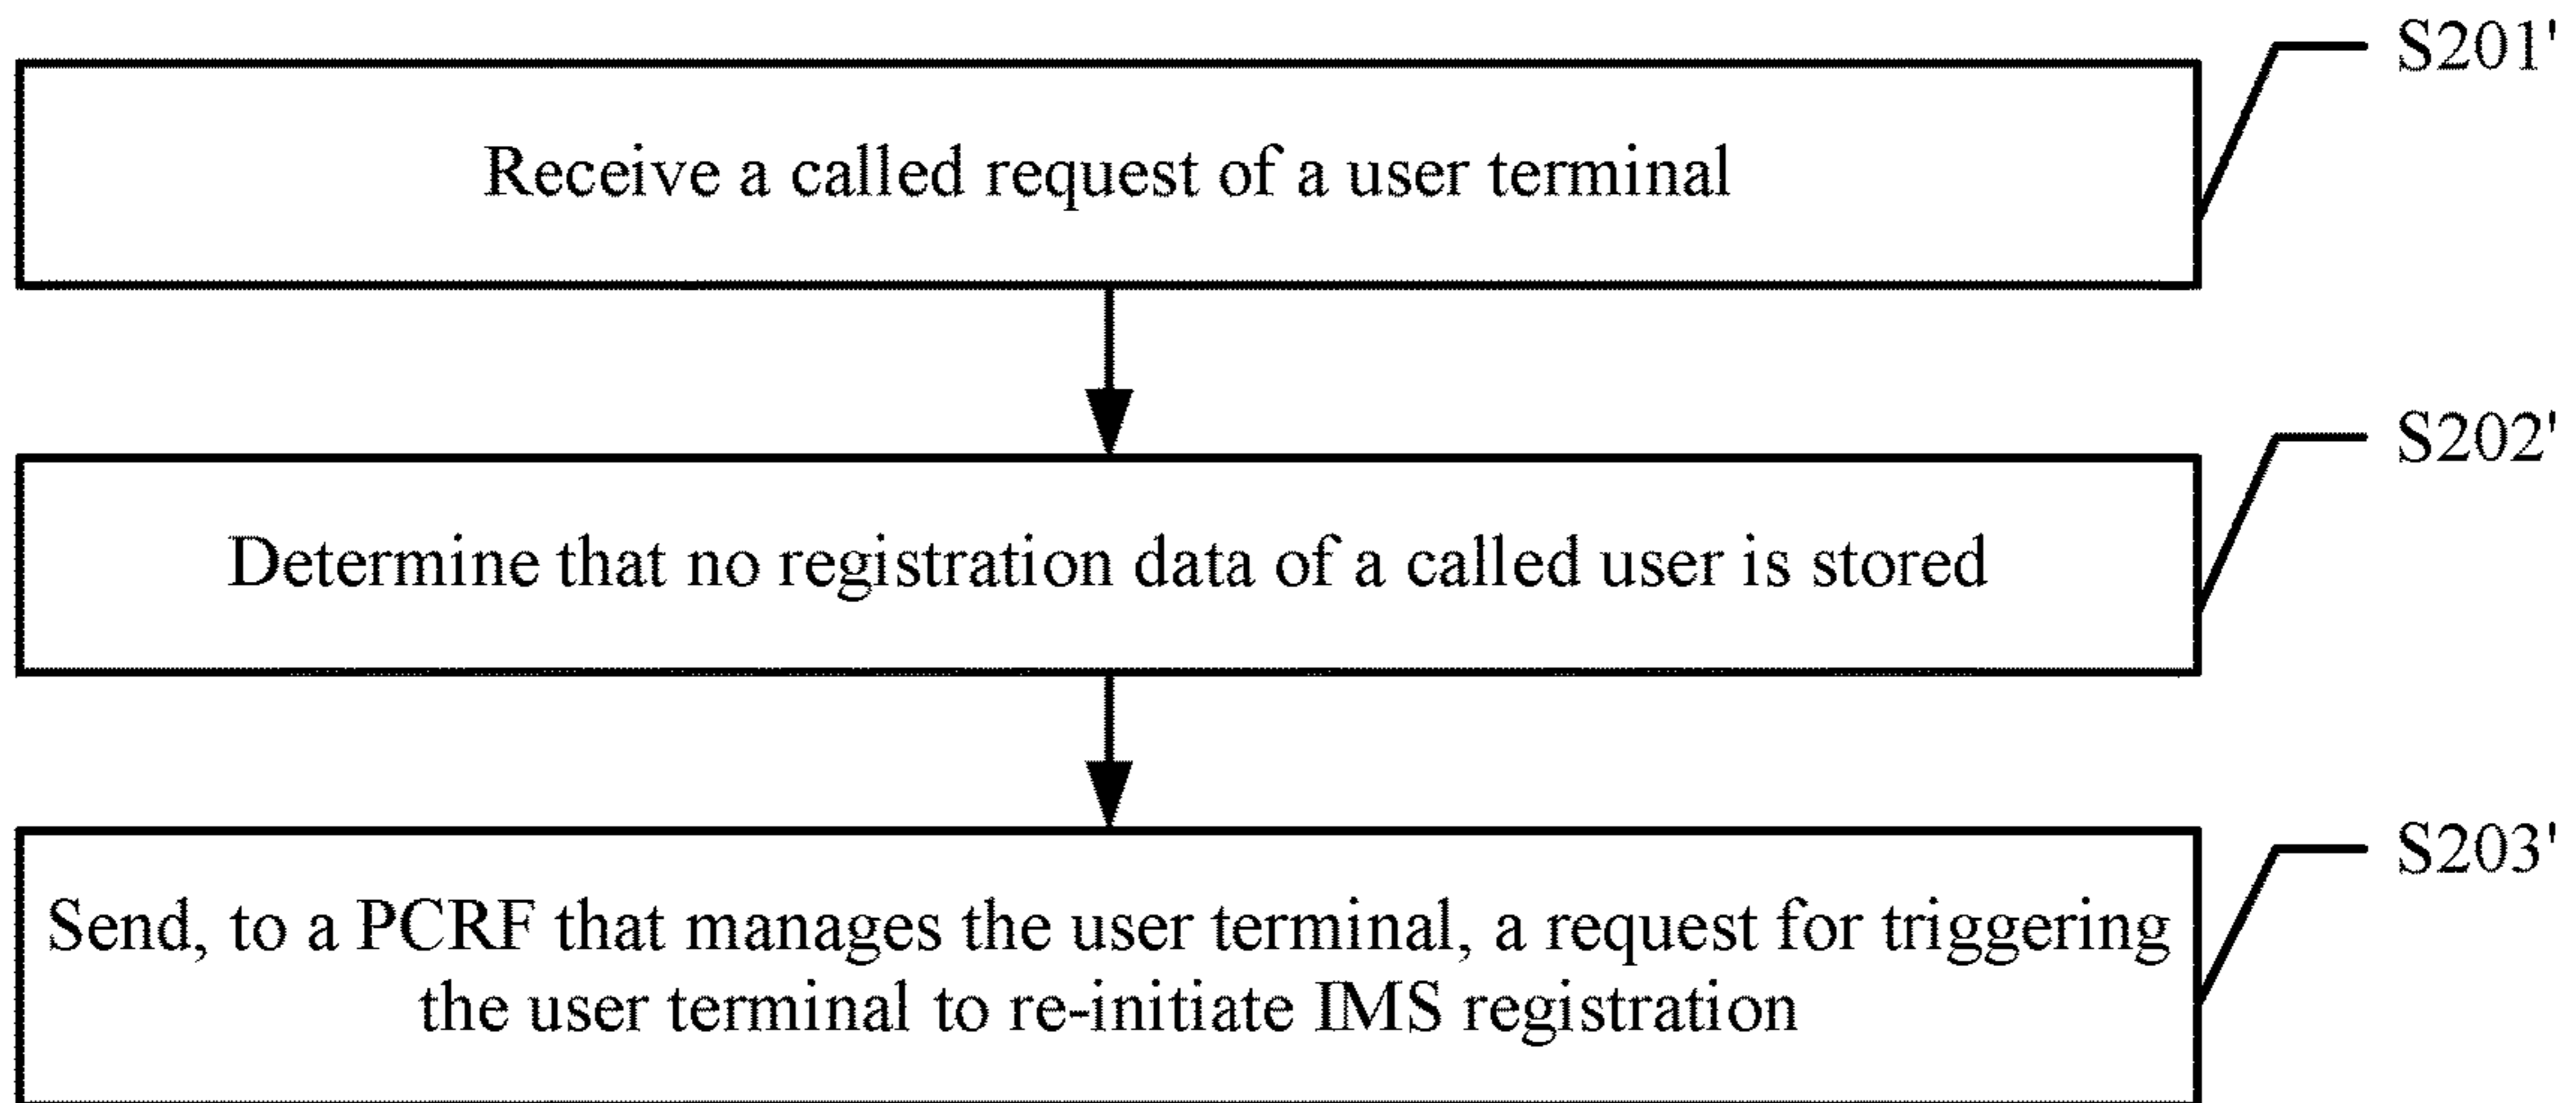 S201'
Receive a called request of a user terminal
S202'
Determine that no registration data of a called user is stored
S203'
Send, to a PCRF that manages the user terminal, a request for triggering
the user terminal to re-initiate IMS registration